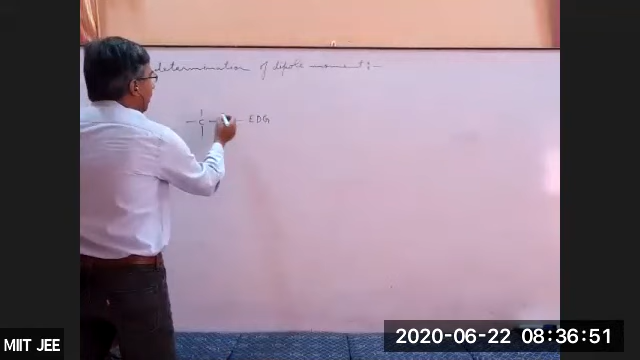 determination of dipole moment :-
- C - - EDG
MIIT JEE
2020-06-22 08:36:51